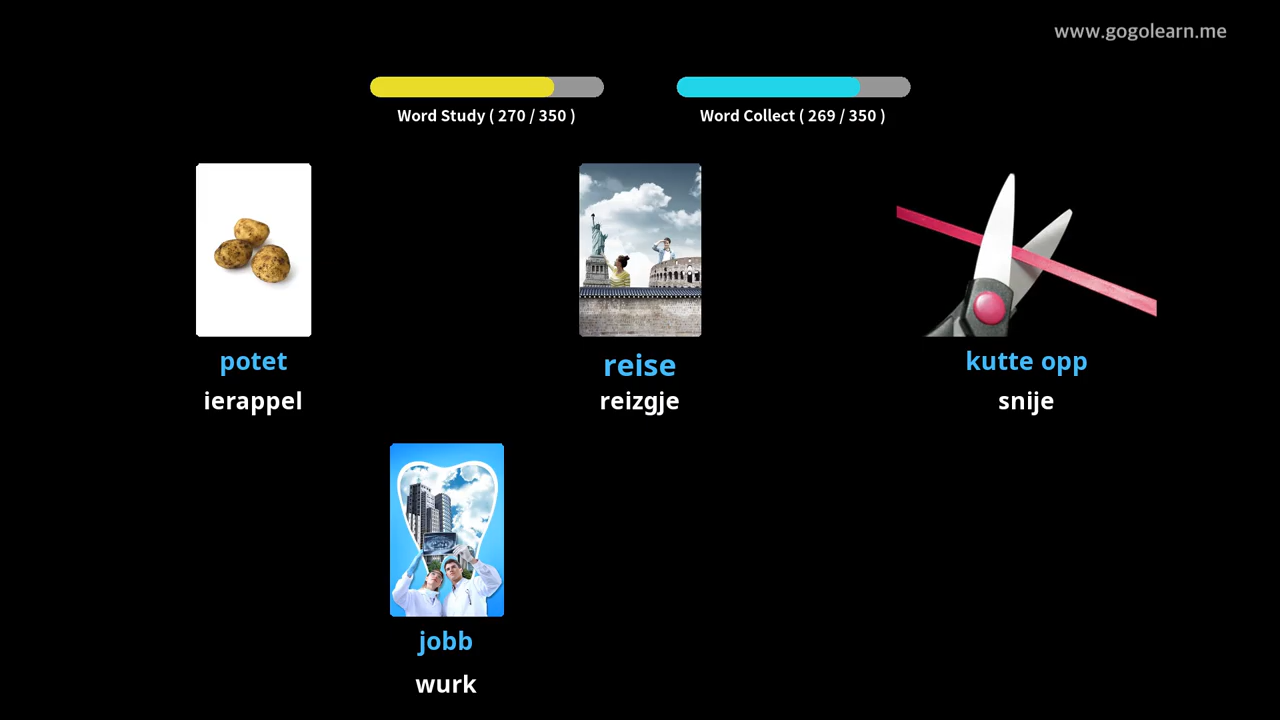 www.gogolearn.me
Word Study ( 270 / 350 )
Word Collect ( 269 / 350 )
potet
ierappel
reise
reizgje
kutte opp
snije
jobb
wurk